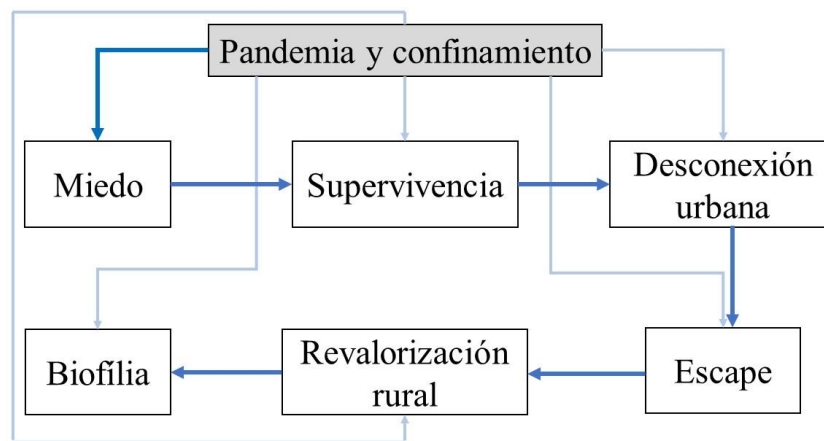 Pandemia y confinamiento
Miedo
Supervivencia
Desconexión
urbana
Biofília
Revalorización
rural
Escape